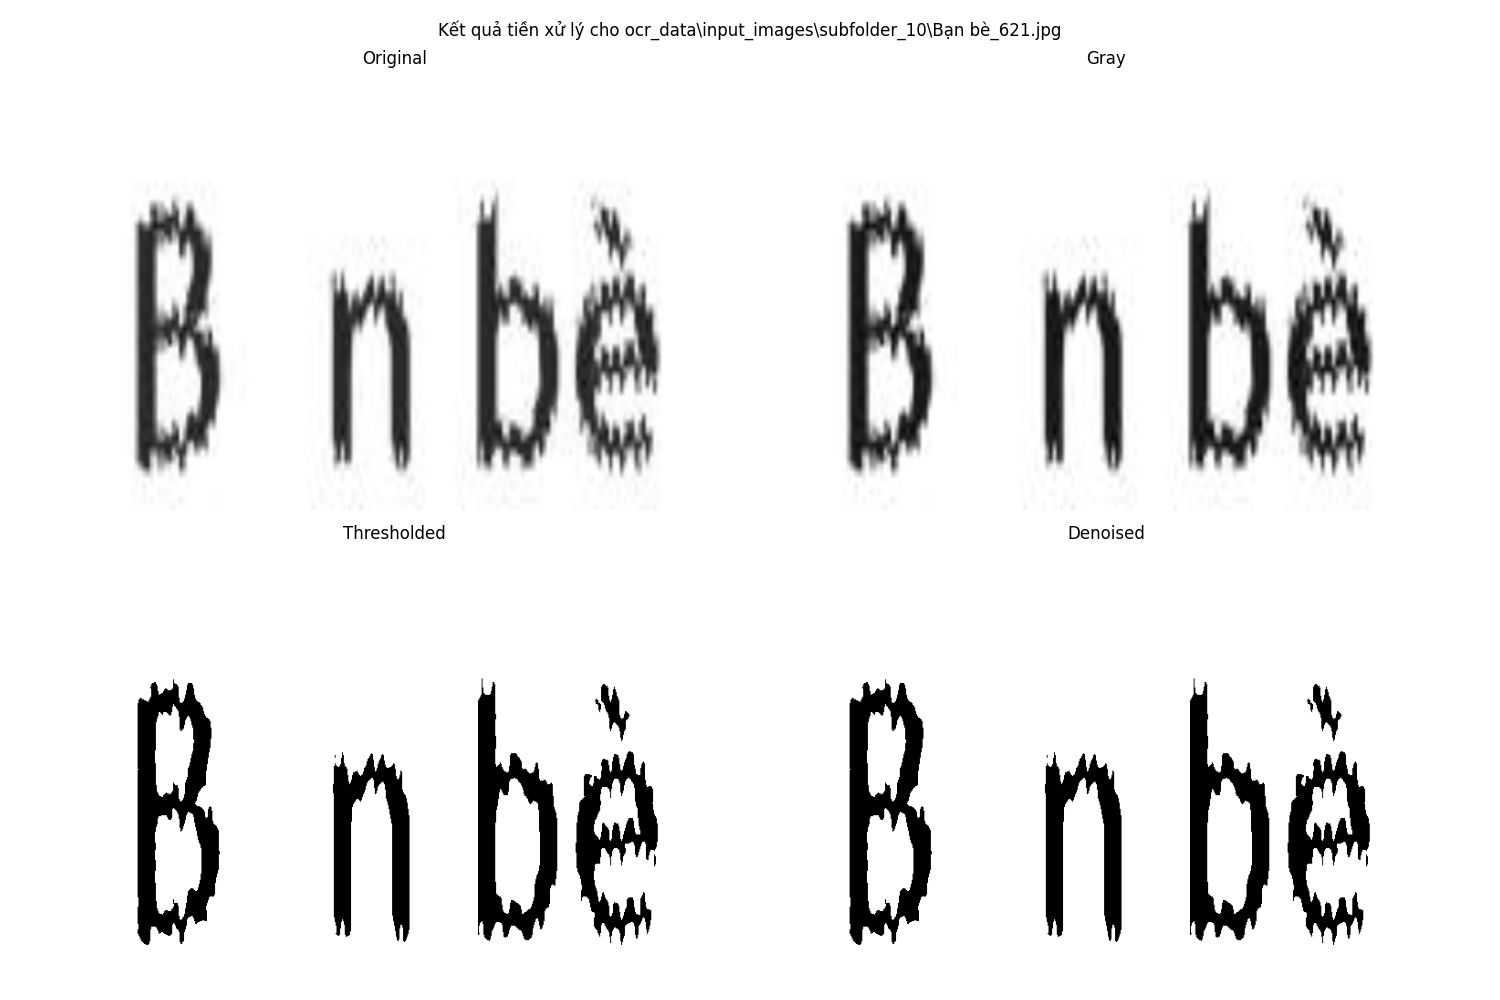 Kết quả tiền xử lý cho ocr_data\input_images\subfolder_10\Bạn bè_621.jpg
Original
Gray
B n bè
B n bè
Thresholded
Denoised
B n bè
B n bè